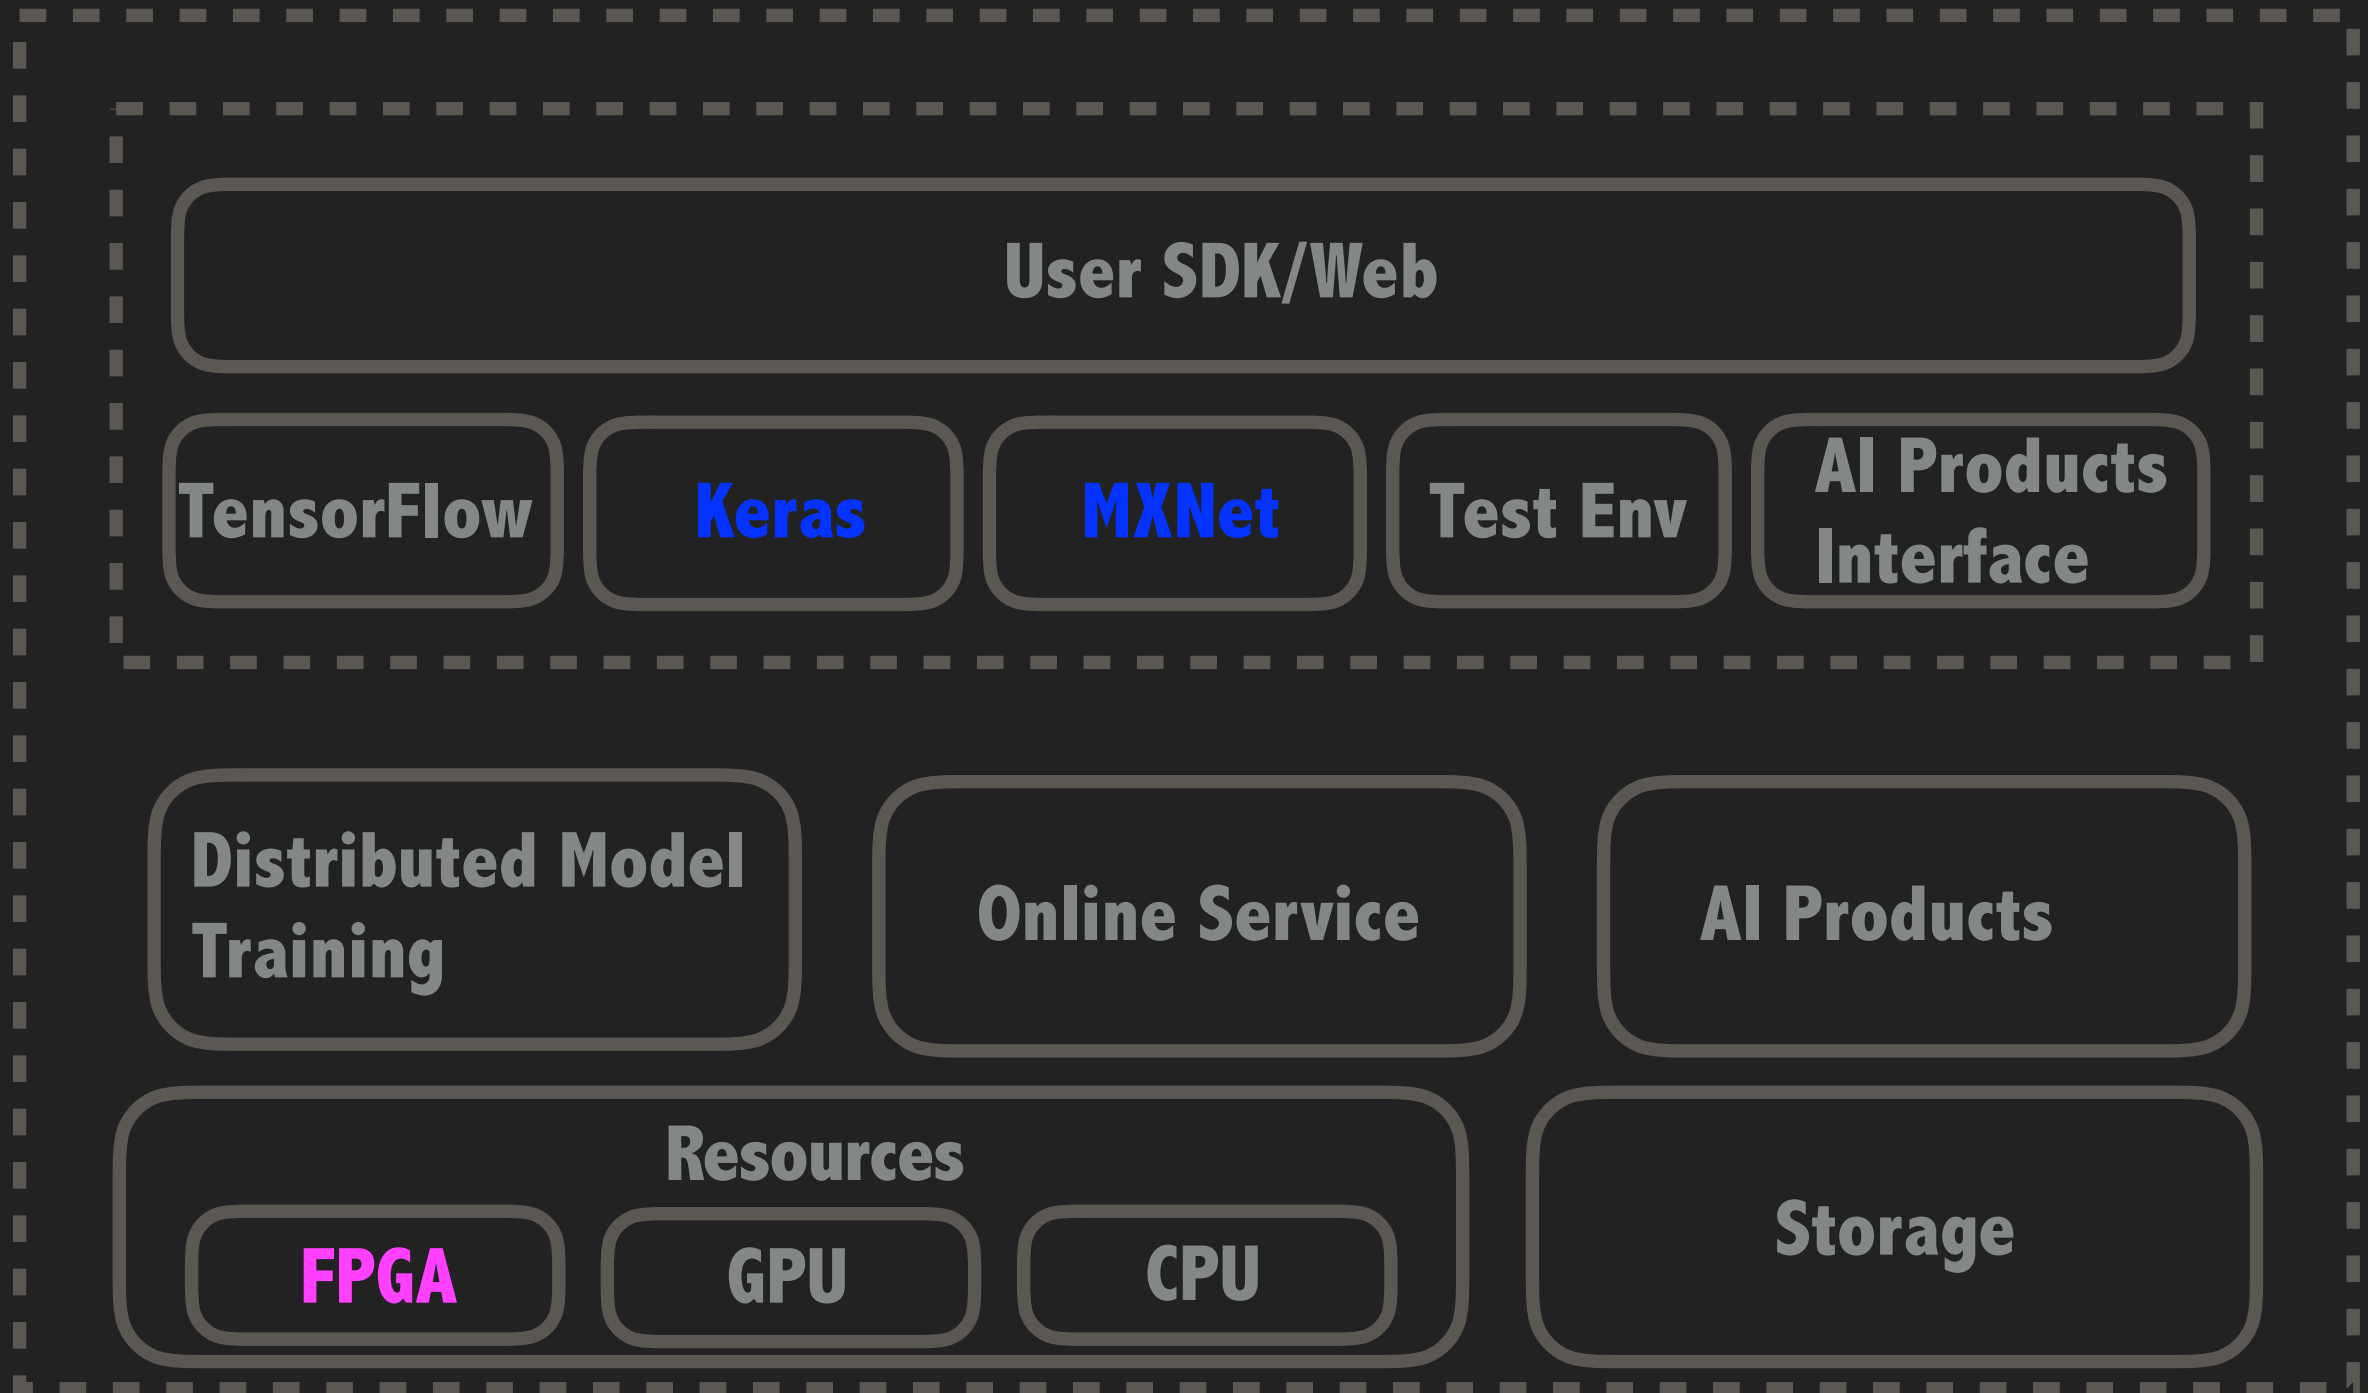 User SDK/Web
TensorFlow
Keras
MXNet
Test Env
AI Products
Interface
Distributed Model
Training
Online Service
AI Products
Resources
FPGA
GPU
CPU
Storage